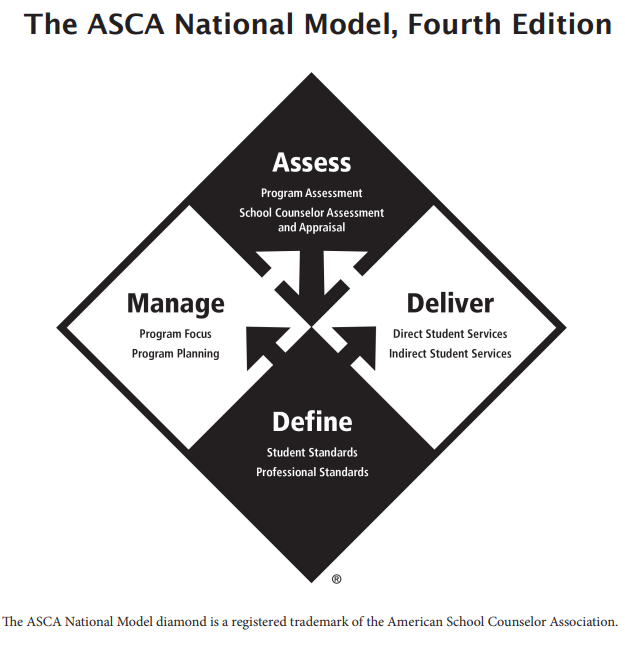 The ASCA National Model, Fourth Edition
Assess
Program Assessment
School Counselor Assessment
and Appraisal
Manage
Program Focus
Program Planning
Deliver
Direct Student Services
Indirect Student Services
Define
Student Standards
Professional Standards
®
The ASCA National Model diamond is a registered trademark of the American School Counselor Association.